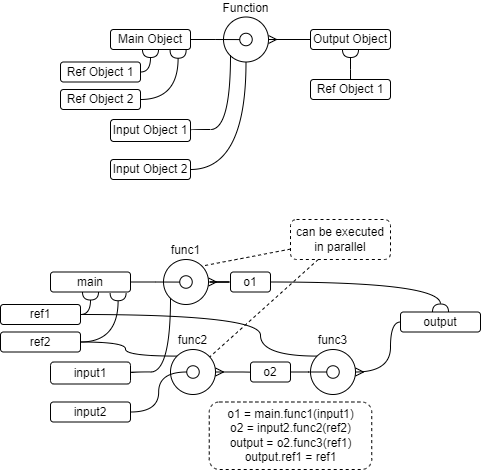 Function
Main Object
Output Object
Ref Object 1
Ref Object 2
Ref Object 1
Input Object 1
Input Object 2
can be executed
in parallel
func1
main
o1
ref1
output
ref2
func2
func3
input1
o2
input2
o1 = main.func1(input1)
o2 = input2.func2(ref2)
output = o2.func3(ref1)
output.ref1 = ref1